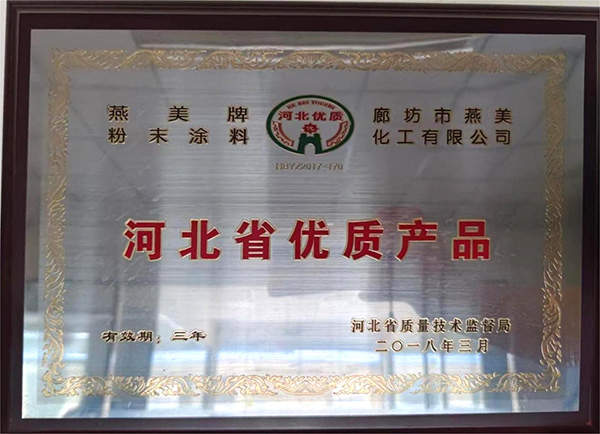 燕美牌
粉末涂料
HE BEI YOUZHI
河北优质
HBYZ2017-170
廊坊市燕美
化工有限公司
河北省优质产品
有效期：三年
河北省质量技术监督局
二〇一八年三月